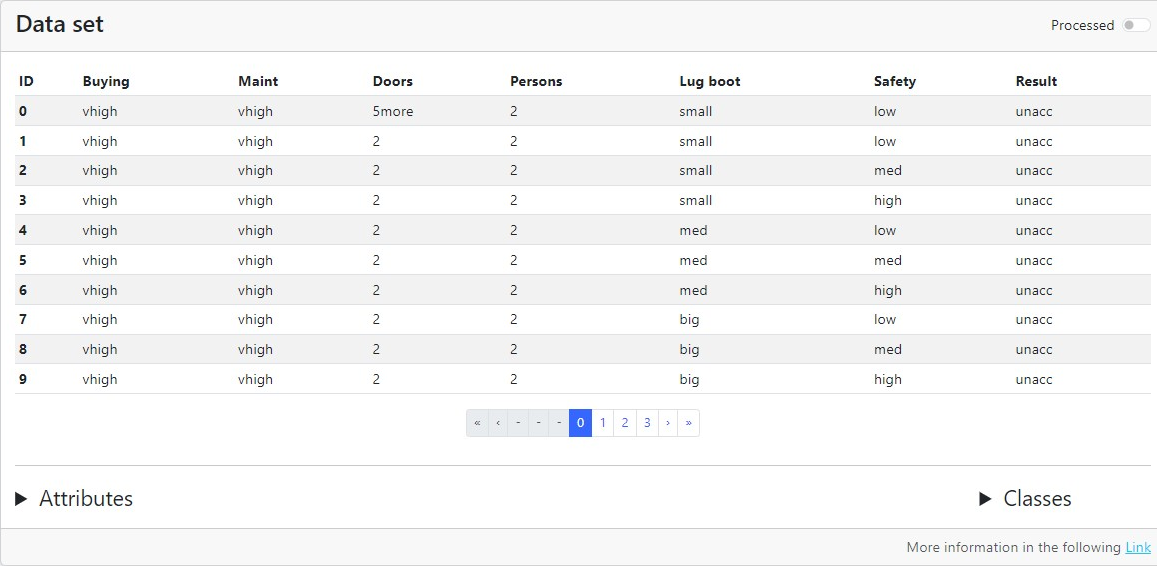 Data set Processed
ID Buying Maint Doors Persons Lug boot Safety Result
0 vhigh vhigh 5more 2 small low unacc
1 vhigh vhigh 2 2 small low unacc
2 vhigh vhigh 2 2 small med unacc
3 vhigh vhigh 2 2 small high unacc
4 vhigh vhigh 2 2 med low unacc
5 vhigh vhigh 2 2 med med unacc
6 vhigh vhigh 2 2 med high unacc
7 vhigh vhigh 2 2 big low unacc
8 vhigh vhigh 2 2 big med unacc
9 vhigh vhigh 2 2 big high unacc
« ‹ - - - 0 1 2 3 › »
Attributes Classes
More information in the following Link